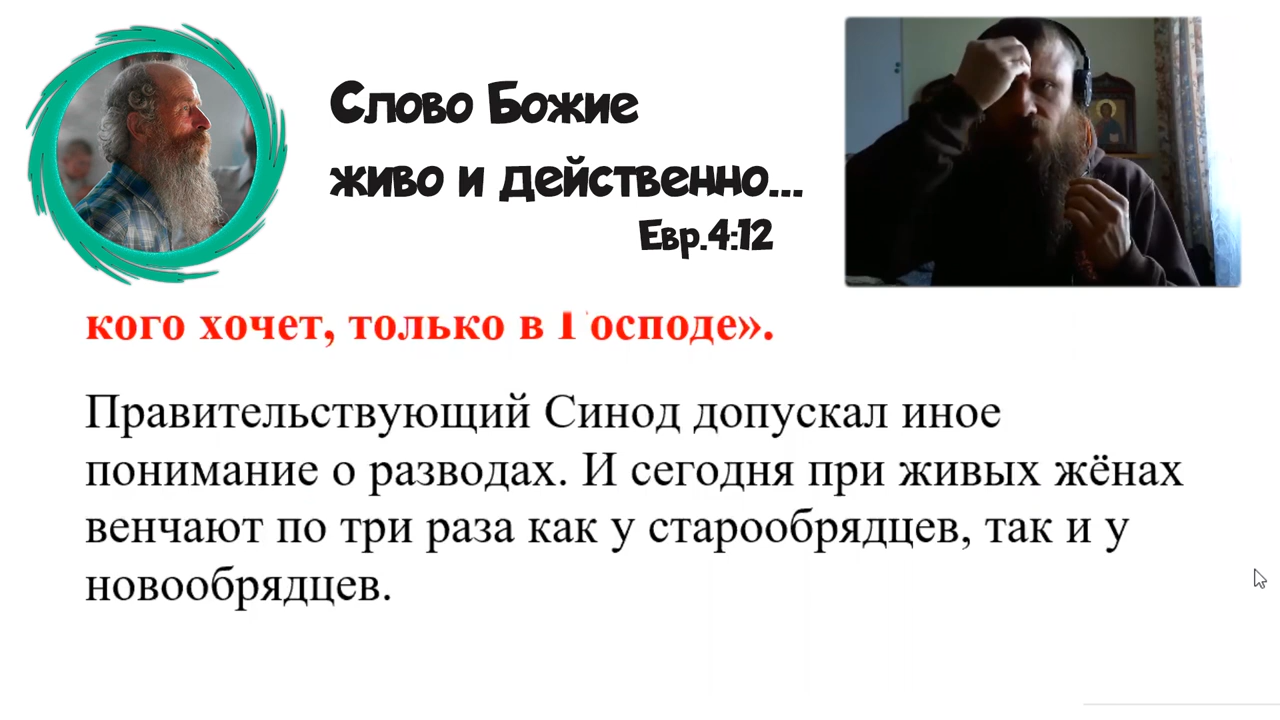 Слово Божие
живо и действенно...
Евр.4:12
кого хочет, только в Господе».
Правительствующий Синод допускал иное
понимание о разводах. И сегодня при живых жёнах
венчают по три раза как у старообрядцев, так и у
новообрядцев.